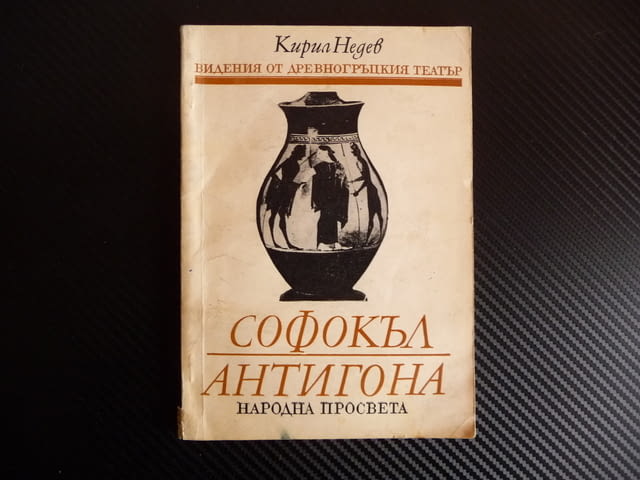 Кирил Недев
ВИДЕНИЯ ОТ ДРЕВНОГРЪЦКИЯ ТЕАТЪР
СОФОКЪЛ
АНТИГОНА
НАРОДНА ПРОСВЕТА